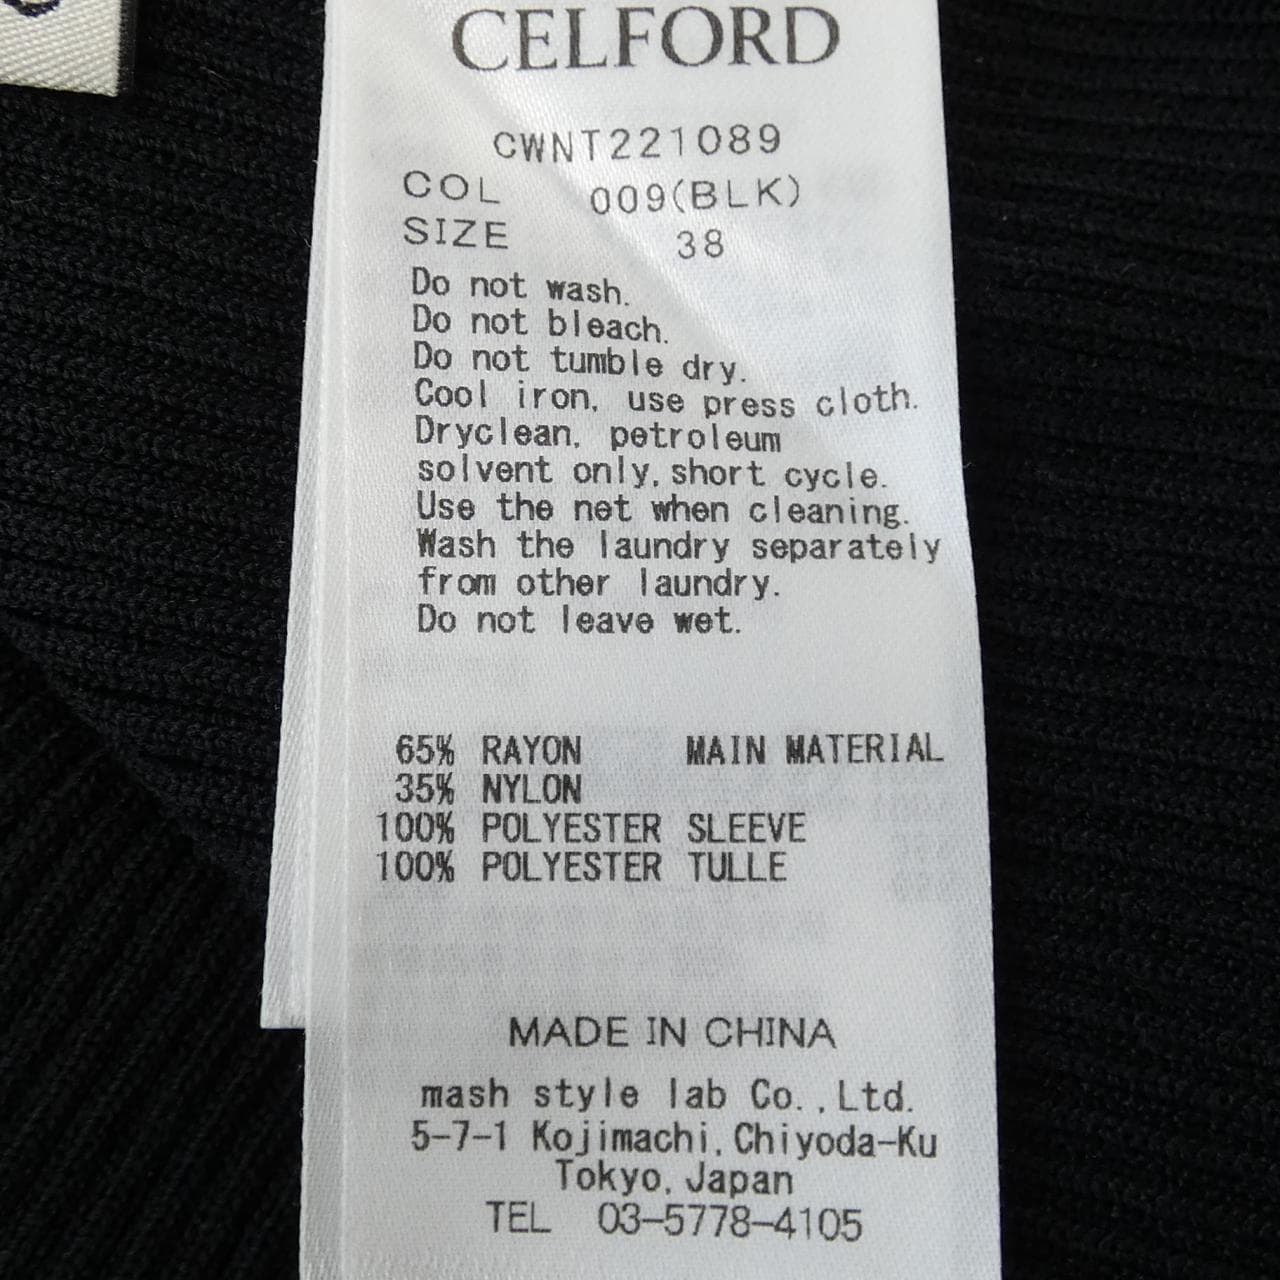 CELFORD
CWNT221089
COL 009(BLK)
SIZE 38
Do not wash.
Do not bleach.
Do not tumble dry.
Cool iron, use press cloth.
Dryclean, petroleum
solvent only, short cycle.
Use the net when cleaning.
Wash the laundry separately
from other laundry.
Do not leave wet.
65% RAYON MAIN MATERIAL
35% NYLON
100% POLYESTER SLEEVE
100% POLYESTER TULLE
MADE IN CHINA
mash style lab Co.,Ltd.
5-7-1 Kojimachi,Chiyoda-Ku
Tokyo,Japan
TEL 03-5778-4105